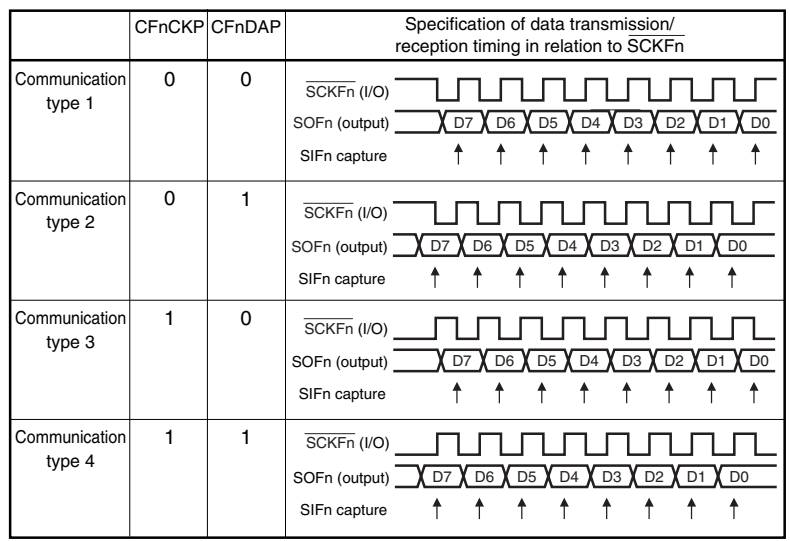 CFnCKP CFnDAP Specification of data transmission/
reception timing in relation to SCKFn
Communication
type 1
0 0
SCKFn (I/O)
SOFn (output) D7 D6 D5 D4 D3 D2 D1 D0
SIFn capture
Communication
type 2
0 1
SCKFn (I/O)
SOFn (output) D7 D6 D5 D4 D3 D2 D1 D0
SIFn capture
Communication
type 3
1 0
SCKFn (I/O)
SOFn (output) D7 D6 D5 D4 D3 D2 D1 D0
SIFn capture
Communication
type 4
1 1
SCKFn (I/O)
SOFn (output) D7 D6 D5 D4 D3 D2 D1 D0
SIFn capture